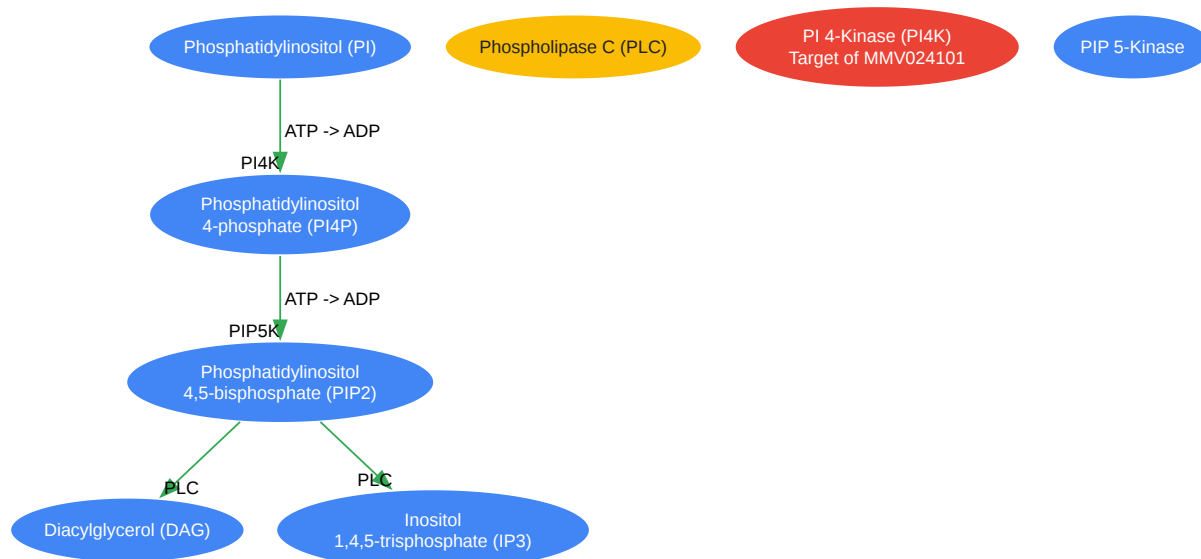 Phosphatidylinositol (PI)
Phospholipase C (PLC)
PI 4-Kinase (PI4K)
Target of MMV024101
PIP 5-Kinase
ATP -> ADP
PI4K
Phosphatidylinositol
4-phosphate (PI4P)
ATP -> ADP
PIP5K
Phosphatidylinositol
4,5-bisphosphate (PIP2)
PLC
PLC
Diacylglycerol (DAG)
Inositol
1,4,5-trisphosphate (IP3)